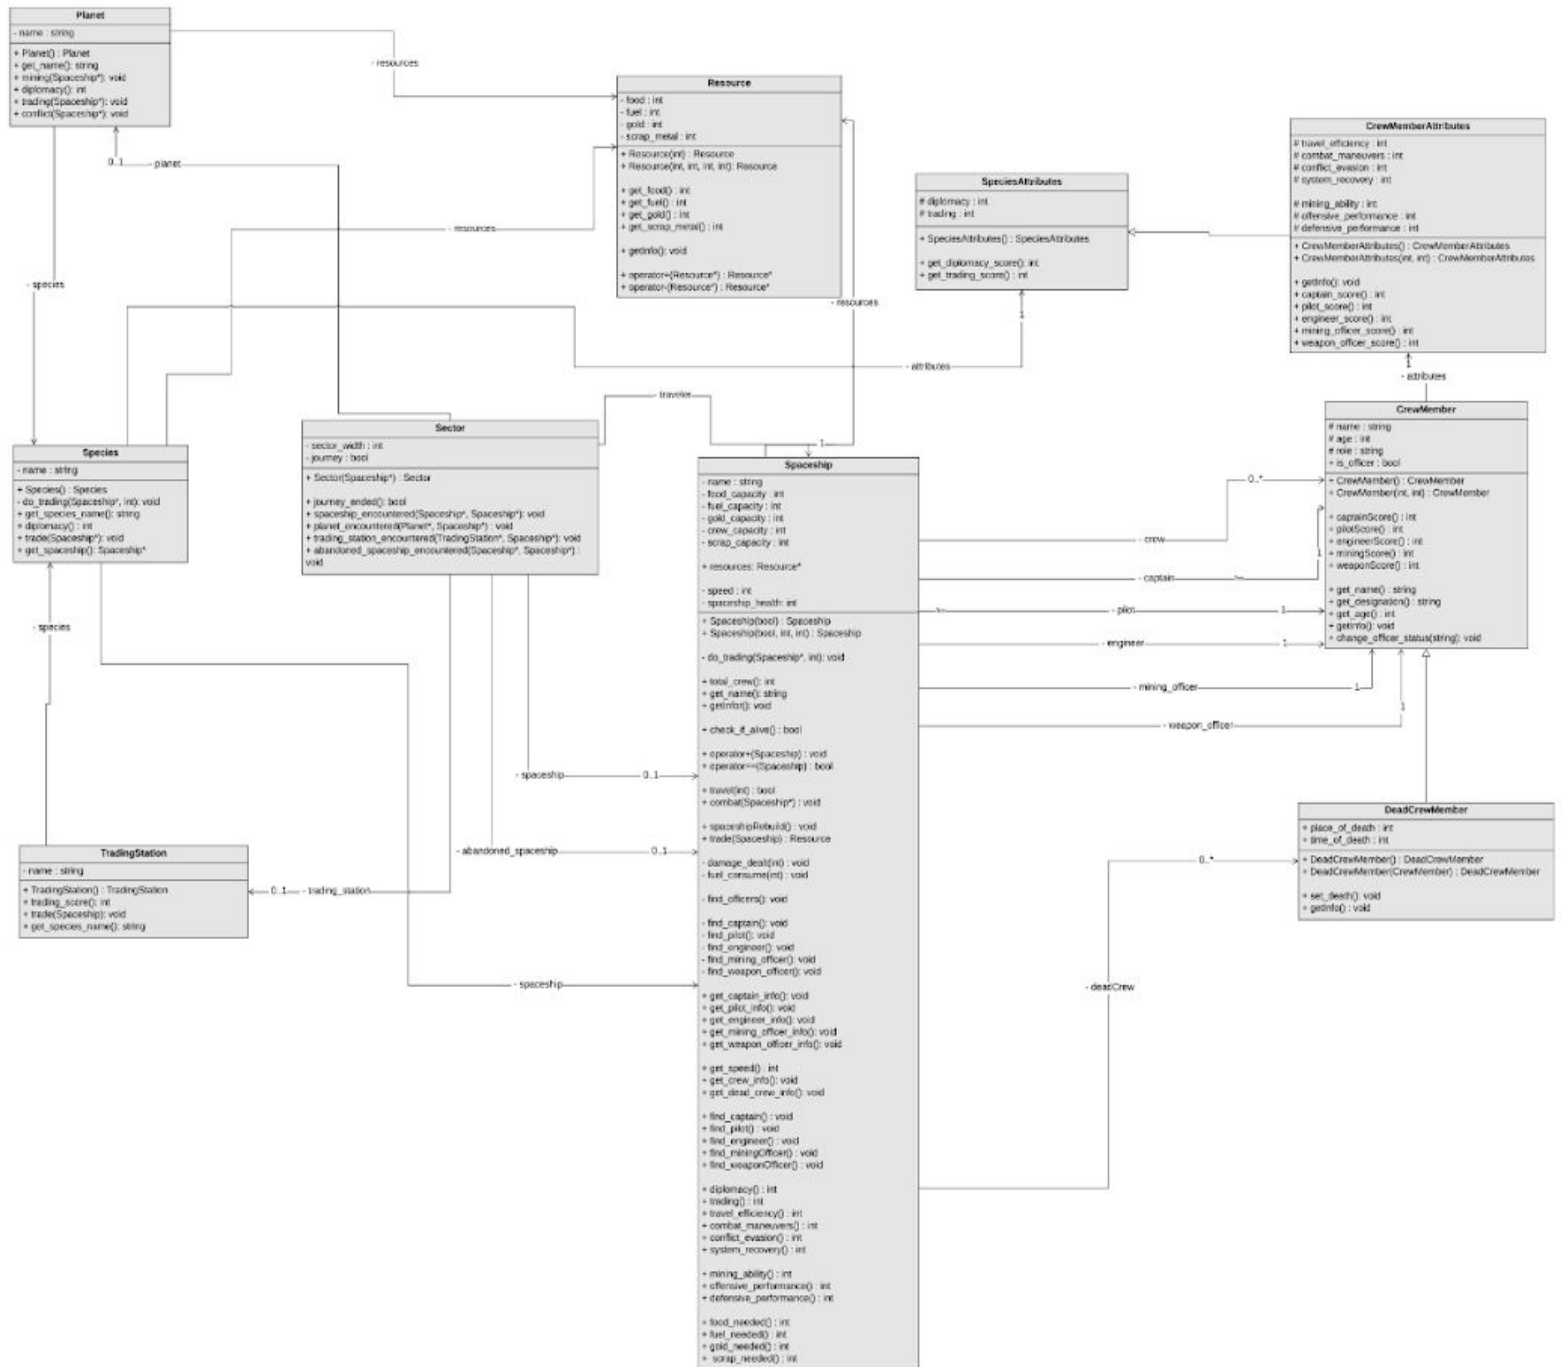 Planet
- name : string
+ Planet() : Planet
+ get_name(): string
+ mining(Spaceship*): void
+ diplomacy(): int
+ trading(Spaceship*): void
+ conflict(Spaceship*): void
- resources
0..1
- planet
- species
- resources
Resource
- food : int
- fuel : int
- gold : int
- scrap_metal : int
+ Resource(int) : Resource
+ Resource(int, int, int, int): Resource
+ get_food() : int
+ get_fuel() : int
+ get_gold() : int
+ get_scrap_metal() : int
+ getInfo(): void
+ operator+(Resource*) : Resource*
+ operator-(Resource*) : Resource*
- resources
SpeciesAttributes
# diplomacy : int
# trading : int
+ SpeciesAttributes() : SpeciesAttributes
+ get_diplomacy_score(): int
+ get_trading_score() : int
1
- attributes
CrewMemberAttributes
# travel_efficiency : int
# combat_maneuvers : int
# conflict_evasion : int
# system_recovery : int
# mining_ability : int
# offensive_performance : int
# defensive_performance : int
+ CrewMemberAttributes() : CrewMemberAttributes
+ CrewMemberAttributes(int, int) : CrewMemberAttributes
+ getInfo(): void
+ captain_score() : int
+ pilot_score() : int
+ engineer_score() : int
+ mining_officer_score() : int
+ weapon_officer_score() : int
1
- attributes
CrewMember
# name : string
# age : int
# role : string
+ is_officer : bool
+ CrewMember() : CrewMember
+ CrewMember(int, int) : CrewMember
+ captainScore() : int
+ pilotScore() : int
+ engineerScore() : int
+ miningScore() : int
+ weaponScore() : int
+ get_name() : string
+ get_designation() : string
+ get_age() : int
+ getInfo(): void
+ change_officer_status(string): void
Species
- name : string
+ Species() : Species
- do_trading(Spaceship*, int): void
+ get_species_name(): string
+ diplomacy() : int
+ trade(Spaceship*): void
+ get_spaceship(): Spaceship*
- species
Sector
- sector_width : int
- journey : bool
+ Sector(Spaceship*) : Sector
+ journey_ended(): bool
+ spaceship_encountered(Spaceship*, Spaceship*): void
+ planet_encountered(Planet*, Spaceship*) : void
+ trading_station_encountered(TradingStation*, Spaceship*): void
+ abandoned_spaceship_encountered(Spaceship*, Spaceship*) :
void
- traveler
1
- spaceship
0..1
- abandoned_spaceship
0..1
0..1
- trading_station
- spaceship
TradingStation
- name : string
+ TradingStation() : TradingStation
+ trading_score(): int
+ trade(Spaceship): void
+ get_species_name(): string
Spaceship
- name : string
- food_capacity : int
- fuel_capacity : int
- gold_capacity : int
- crew_capacity : int
- scrap_capacity : int
+ resources: Resource*
- speed : int
- spaceship_health: int
+ Spaceship(bool) : Spaceship
+ Spaceship(bool, int, int) : Spaceship
- do_trading(Spaceship*, int): void
+ total_crew(): int
+ get_name(): string
+ getInfor(): void
+ check_if_alive() : bool
+ operator+(Spaceship) : void
+ operator==(Spaceship) : bool
+ travel(int) : bool
+ combat(Spaceship*) : void
+ spaceshipRebuild() : void
+ trade(Spaceship) : Resource
- damage_dealt(int) : void
- fuel_consume(int) : void
- find_officers(): void
- find_captain(): void
- find_pilot(): void
- find_engineer(): void
- find_mining_officer(): void
- find_weapon_officer(): void
+ get_captain_info(): void
+ get_pilot_info(): void
+ get_engineer_info(): void
+ get_mining_officer_info(): void
+ get_weapon_officer_info(): void
+ get_speed() : int
+ get_crew_info(): void
+ get_dead_crew_info(): void
+ find_captain() : void
+ find_pilot() : void
+ find_engineer() : void
+ find_miningOfficer() : void
+ find_weaponOfficer() : void
+ diplomacy() : int
+ trading() : int
+ travel_efficiency() : int
+ combat_maneuvers() : int
+ conflict_evasion() : int
+ system_recovery() : int
+ mining_ability() : int
+ offensive_performance() : int
+ defensive_performance() : int
+ food_needed() : int
+ fuel_needed() : int
+ gold_needed() : int
+ scrap_needed() : int
- crew
0..*
- captain
1
- pilot
1
- engineer
1
- mining_officer
1
- weapon_officer
1
DeadCrewMember
+ place_of_death : int
+ time_of_death : int
+ DeadCrewMember() : DeadCrewMember
+ DeadCrewMember(CrewMember) : DeadCrewMember
+ set_death(): void
+ getInfo() : void
0..*
- deadCrew